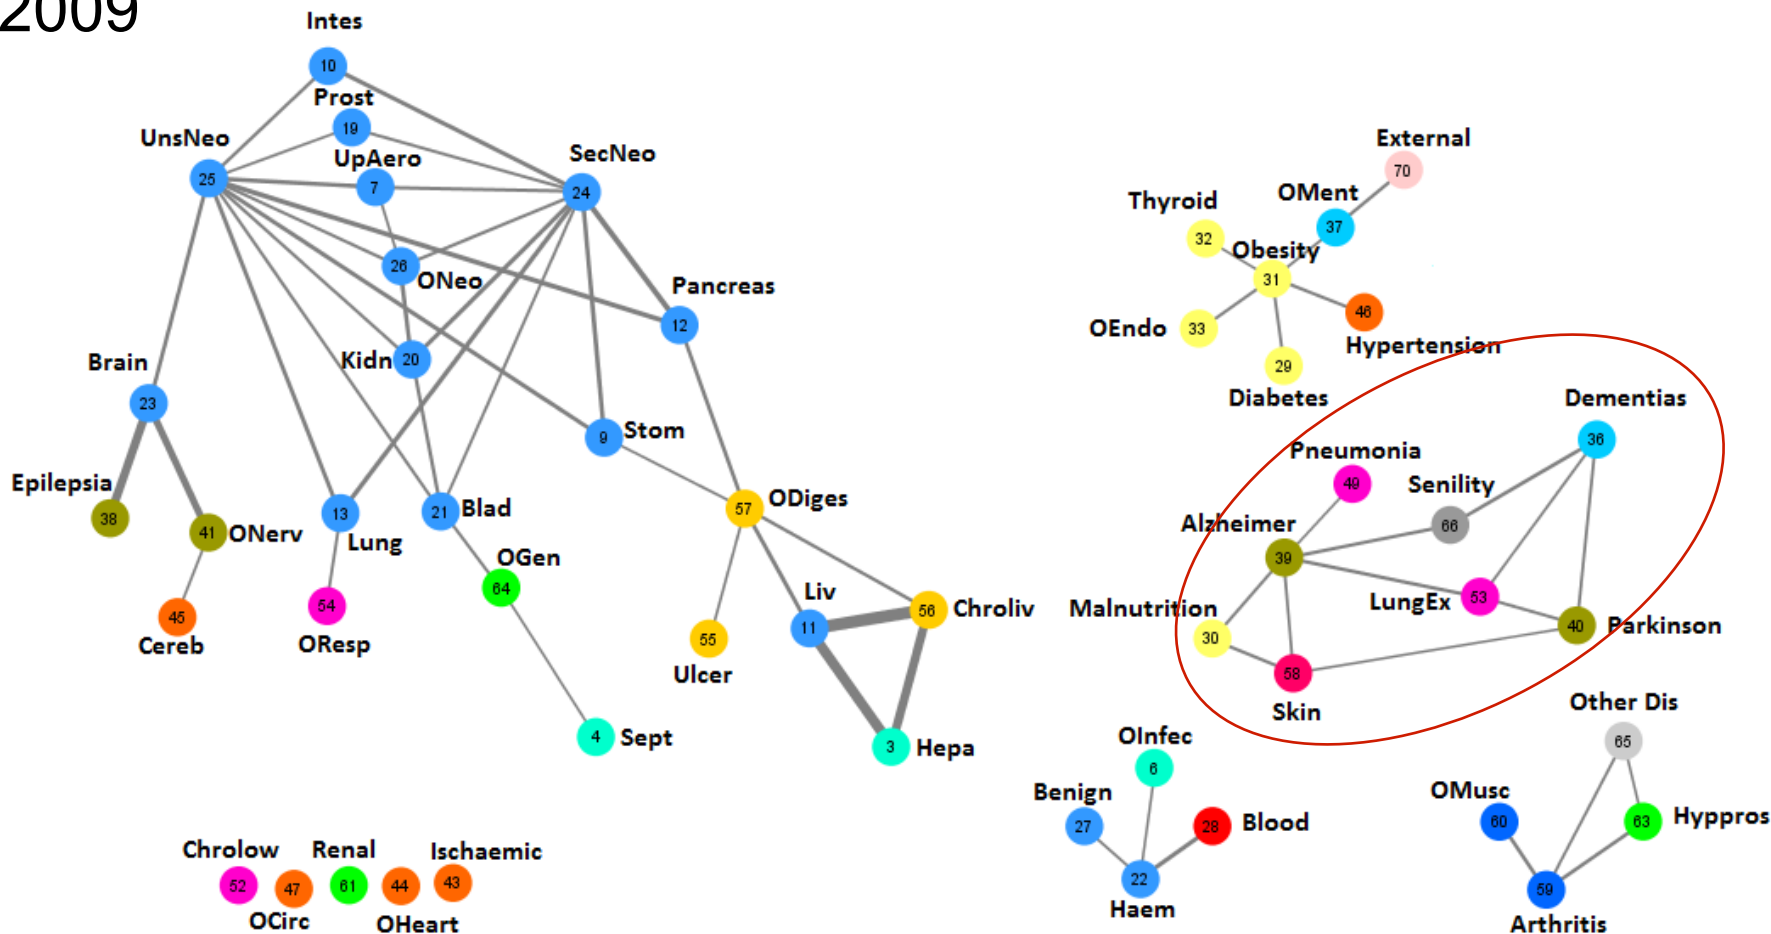 2009
Intes
10
Prost
19
UnsNeo
25
UpAero
7
SecNeo
24
26
ONeo
Pancreas
12
Brain
23
Kidn
20
Stom
9
Epilepsia
38
41
ONerv
13
Lung
21
Blad
ODiges
57
OGen
64
45
Cereb
54
OResp
Liv
11
56
Chroliv
55
Ulcer
4
Sept
3
Hepa
External
70
OMent
37
Thyroid
32
Obesity
31
OEndo
33
46
Hypertension
29
Diabetes
Dementias
36
Pneumonia
49
Senility
66
Alzheimer
39
LungEx
53
40
Parkinson
Malnutrition
30
58
Skin
OInfec
6
Benign
27
28
Blood
22
Haem
Other Dis
65
OMusc
60
63
Hyppros
59
Arthritis
Chrolow
52
47
OCirc
Renal
61
44
OHeart
Ischaemic
43